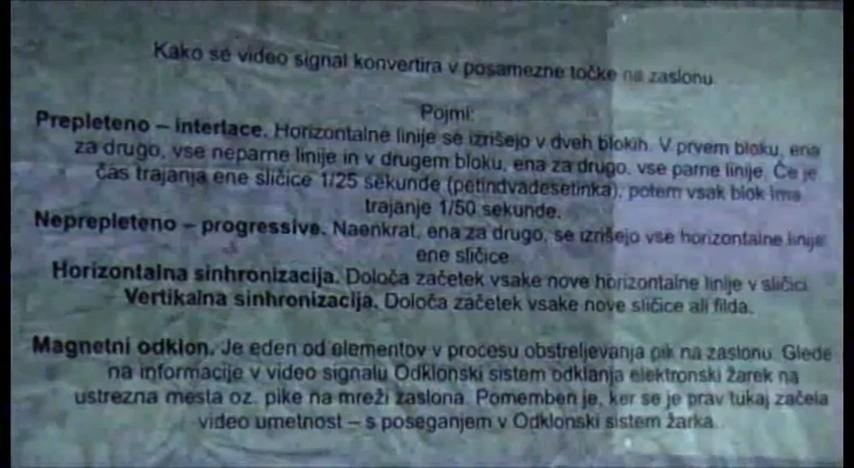 Kako se video signal konvertira v posamezne točke na zaslonu.
Pojmi:
Prepleteno – interlace. Horizontalne linije se izrišejo v dveh blokih. V prvem bloku, ena
za drugo, vse neparne linije in v drugem bloku, ena za drugo, vse parne linije. Če je
čas trajanja ene sličice 1/25 sekunde (petindvadesetinka), potem vsak blok ima
trajanje 1/50 sekunde.
Neprepleteno – progressive. Naenkrat, ena za drugo, se izrišejo vse horizontalne linije
ene sličice
Horizontalna sinhronizacija. Določa začetek vsake nove horizontalne linije v sličici.
Vertikalna sinhronizacija. Določa začetek vsake nove sličice ali filda.
Magnetni odklon. Je eden od elementov v procesu obstreljevanja pik na zaslonu. Glede
na informacije v video signalu Odklonski sistem odklanja elektronski žarek na
ustrezna mesta oz. pike na mreži zaslona. Pomemben je, ker se je prav tukaj začela
video umetnost – s poseganjem v Odklonski sistem žarka.